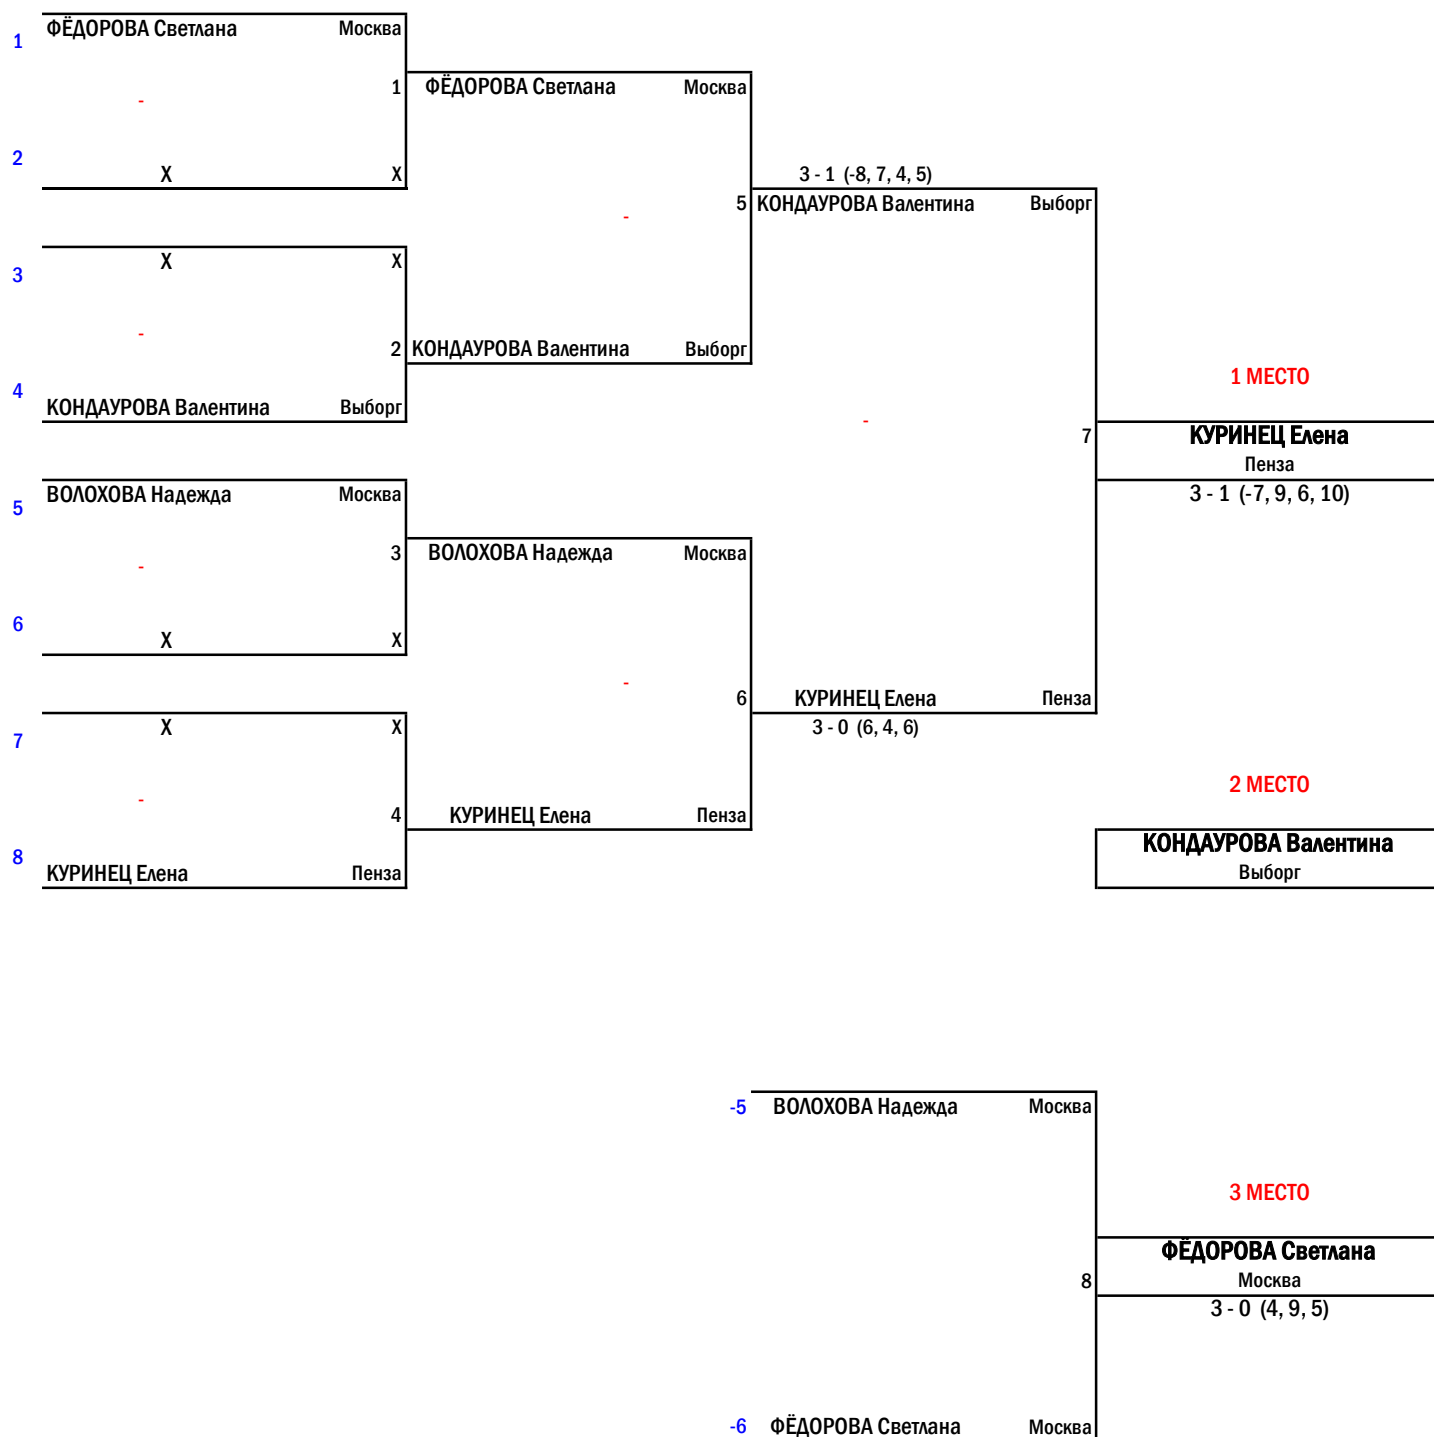 ФЁДОРОВА Светлана Москва
1
1 ФЁДОРОВА Светлана Москва
-
2
X X
3 - 1 (-8, 7, 4, 5)
5 КОНДАУРОВА Валентина Выборг
-
X X
3
-
2 КОНДАУРОВА Валентина Выборг
1 МЕСТО
4
КОНДАУРОВА Валентина Выборг
-
7 КУРИНЕЦ Елена
Пенза
3 - 1 (-7, 9, 6, 10)
ВОЛОХОВА Надежда Москва
5
3 ВОЛОХОВА Надежда Москва
-
6
X X
-
6 КУРИНЕЦ Елена Пенза
3 - 0 (6, 4, 6)
X X
7
2 МЕСТО
-
4 КУРИНЕЦ Елена Пенза
КОНДАУРОВА Валентина
Выборг
8
КУРИНЕЦ Елена Пенза
-5 ВОЛОХОВА Надежда Москва
3 МЕСТО
ФЁДОРОВА Светлана
8 Москва
3 - 0 (4, 9, 5)
-6 ФЁДОРОВА Светлана Москва